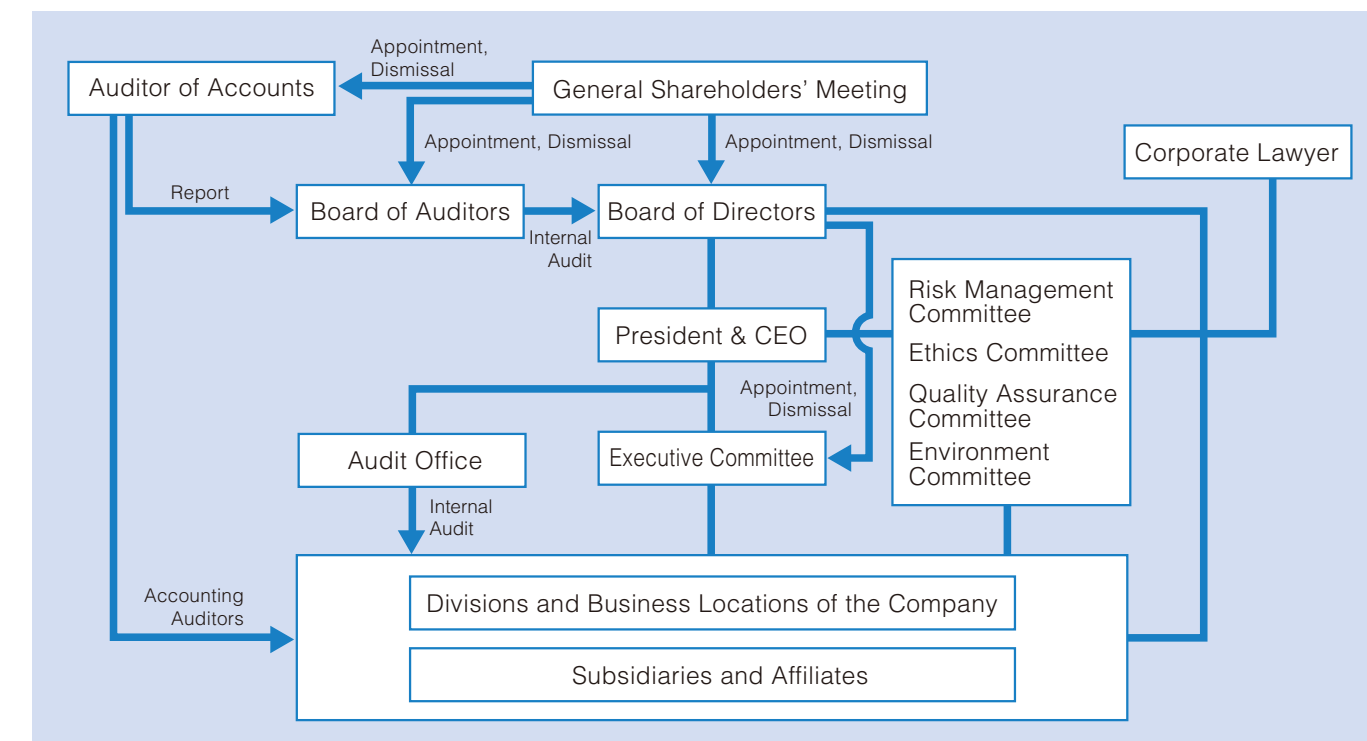 Appointment,
Dismissal
Auditor of Accounts
General Shareholders’ Meeting
Appointment, Dismissal
Appointment, Dismissal
Corporate Lawyer
Report
Board of Auditors
Board of Directors
Internal
Audit
Risk Management
Committee
Ethics Committee
Quality Assurance
Committee
Environment
Committee
President & CEO
Appointment,
Dismissal
Audit Office
Executive Committee
Internal
Audit
Accounting
Auditors
Divisions and Business Locations of the Company
Subsidiaries and Affiliates